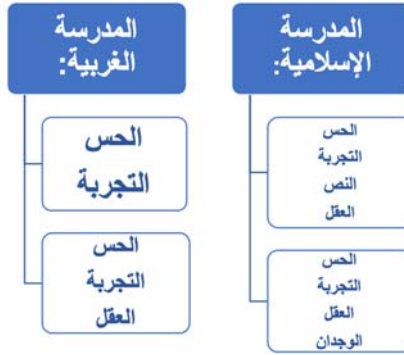 المدرسة
الإسلامية:
الحس
التجربة
النص
العقل
الحس
التجربة
العقل
الوجدان
المدرسة
الغربية:
الحس
التجربة
الحس
التجربة
العقل